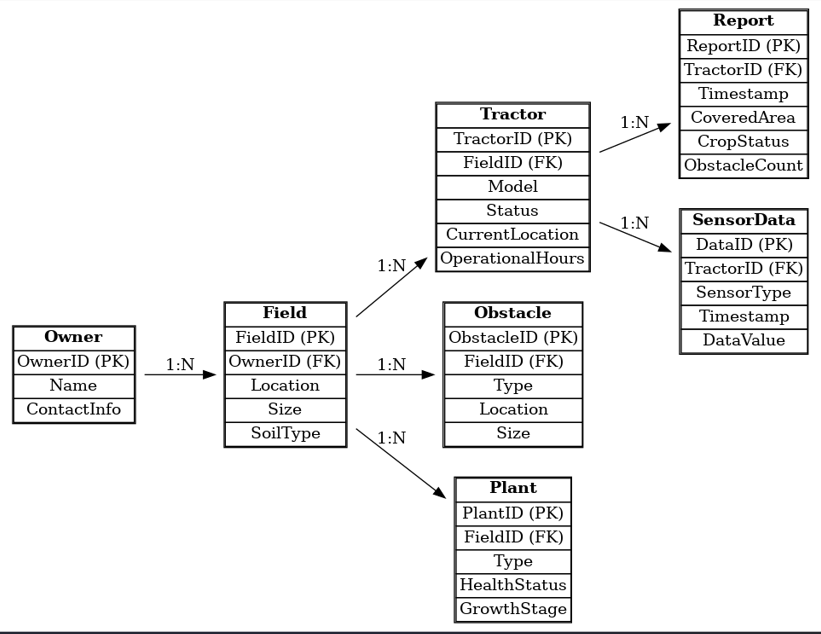 Owner
OwnerID (PK)
Name
ContactInfo
1:N
Field
FieldID (PK)
OwnerID (FK)
Location
Size
SoilType
1:N
1:N
1:N
Tractor
TractorID (PK)
FieldID (FK)
Model
Status
CurrentLocation
OperationalHours
Obstacle
ObstacleID (PK)
FieldID (FK)
Type
Location
Size
Plant
PlantID (PK)
FieldID (FK)
Type
HealthStatus
GrowthStage
1:N
1:N
Report
ReportID (PK)
TractorID (FK)
Timestamp
CoveredArea
CropStatus
ObstacleCount
SensorData
DataID (PK)
TractorID (FK)
SensorType
Timestamp
DataValue